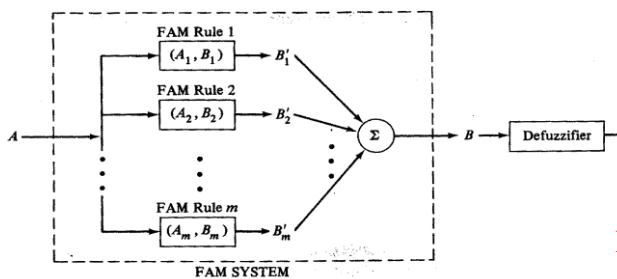 FAM Rule 1
(A₁, B₁)
B′₁
FAM Rule 2
(A₂, B₂)
B′₂
A
Σ
B
Defuzzifier
FAM Rule m
(Aₘ, Bₘ)
B′ₘ
FAM SYSTEM